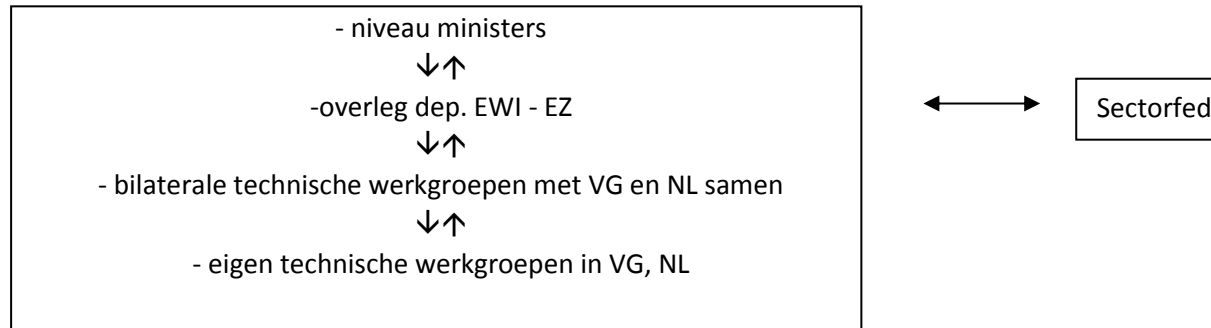 - niveau ministers
↓↑
-overleg dep. EWI - EZ
↓↑
- bilaterale technische werkgroepen met VG en NL samen
↓↑
- eigen technische werkgroepen in VG, NL
Sectorfed